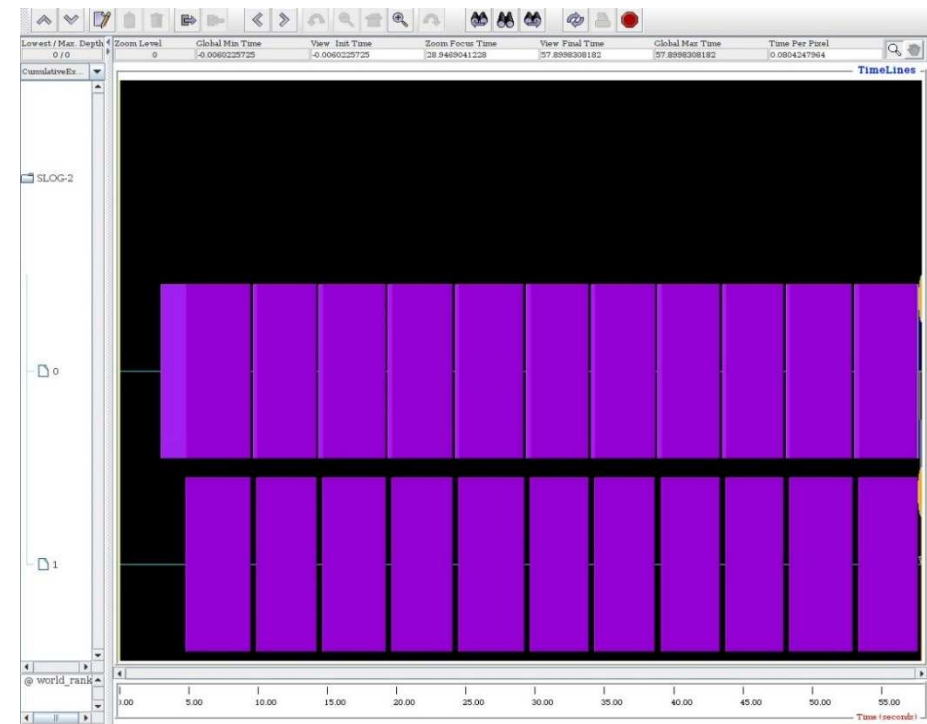 Lowest / Max. Depth Zoom Level Global Min Time View Init Time Zoom Focus Time View Final Time Global Max Time Time Per Pixel
0 / 0 0 -0.0060225725 -0.0060225725 28.9469041228 57.8998308182 57.8998308182 0.0804247964
CumulativeEx...
TimeLines
SLOG-2
0
1
@ world_rank
5.00 10.00 15.00 20.00 25.00 30.00 35.00 40.00 45.00 50.00 55.00
Time (seconds)